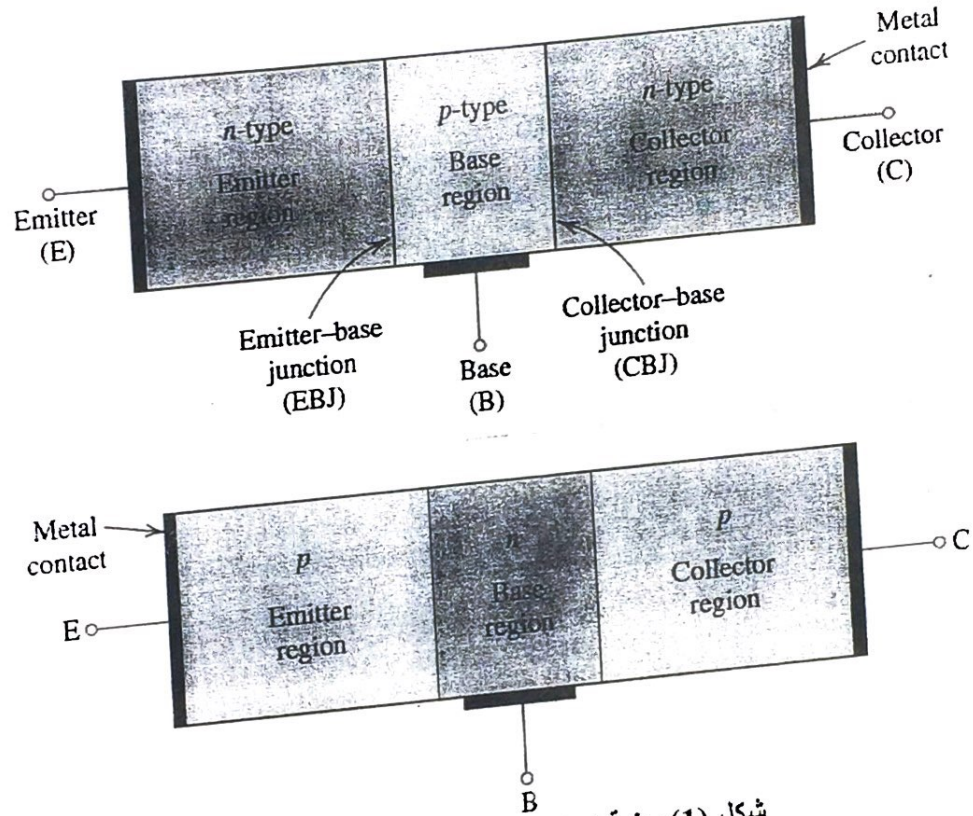 Metal
contact
n-type
Emitter
region
p-type
Base
region
n-type
Collector
region
Emitter
(E)
Collector
(C)
Emitter–base
junction
(EBJ)
Base
(B)
Collector–base
junction
(CBJ)
Metal
contact
E
p
Emitter
region
n
Base
region
p
Collector
region
C
B
شكل (1)